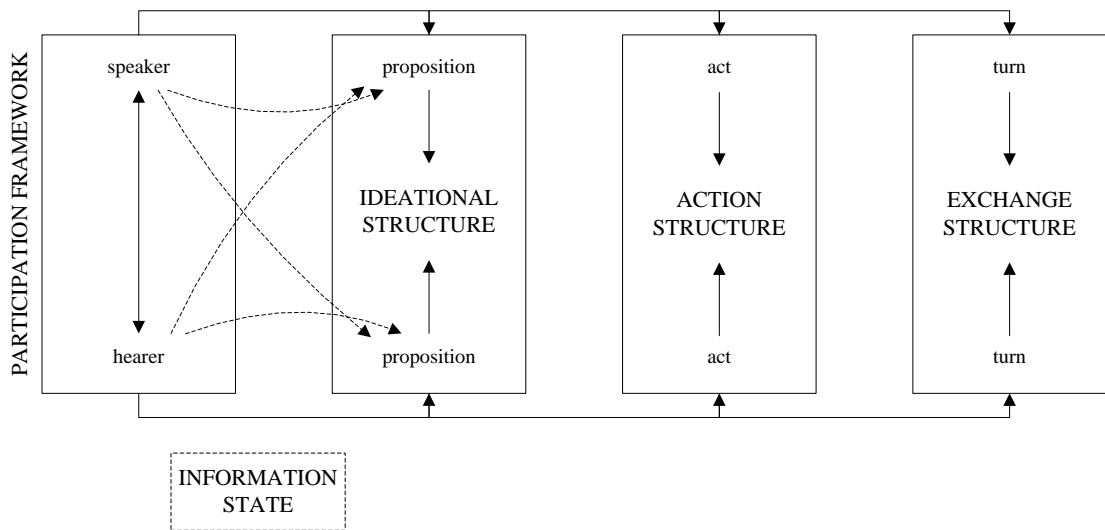 PARTICIPATION FRAMEWORK
speaker
proposition
act
turn
IDEATIONAL
STRUCTURE
ACTION
STRUCTURE
EXCHANGE
STRUCTURE
hearer
proposition
act
turn
INFORMATION
STATE